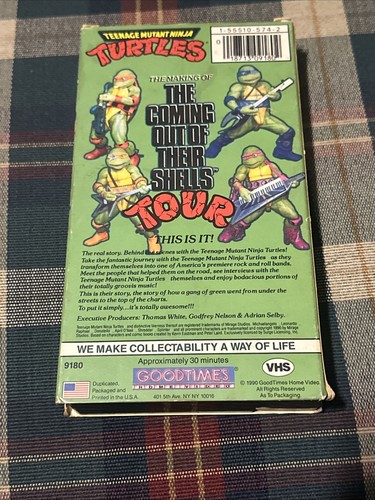 TEENAGE MUTANT NINJA
TURTLES
1-55510-574-2
THE MAKING OF
THE
COMING
OUT OF
THEIR
SHELLS
TOUR
THIS IS IT!
The real story. Behind the scenes with the Teenage Mutant Ninja Turtles!
Take the fantastic journey with the Teenage Mutant Ninja Turtles as they
transform themselves into one of America's premiere rock and roll bands.
Meet the people that helped them on the road, see interviews with the
Teenage Mutant Ninja Turtles themselves and enjoy bodacious portions of
their totally groovin music!
This is their story, the story of how a gang of green went from under the
streets to the top of the charts.
To put it simply...it's totally awesome!!!
Executive Producers: Thomas White, Godfrey Nelson & Adrian Selby.
WE MAKE COLLECTABILITY A WAY OF LIFE
9180
Approximately 30 minutes
GOODTIMES
HOME VIDEO
401 5th Ave. NY NY 10016
Duplicated,
Packaged and
Printed in the U.S.A.
VHS
© 1990 GoodTimes Home Video
All Rights Reserved
As To Packaging.